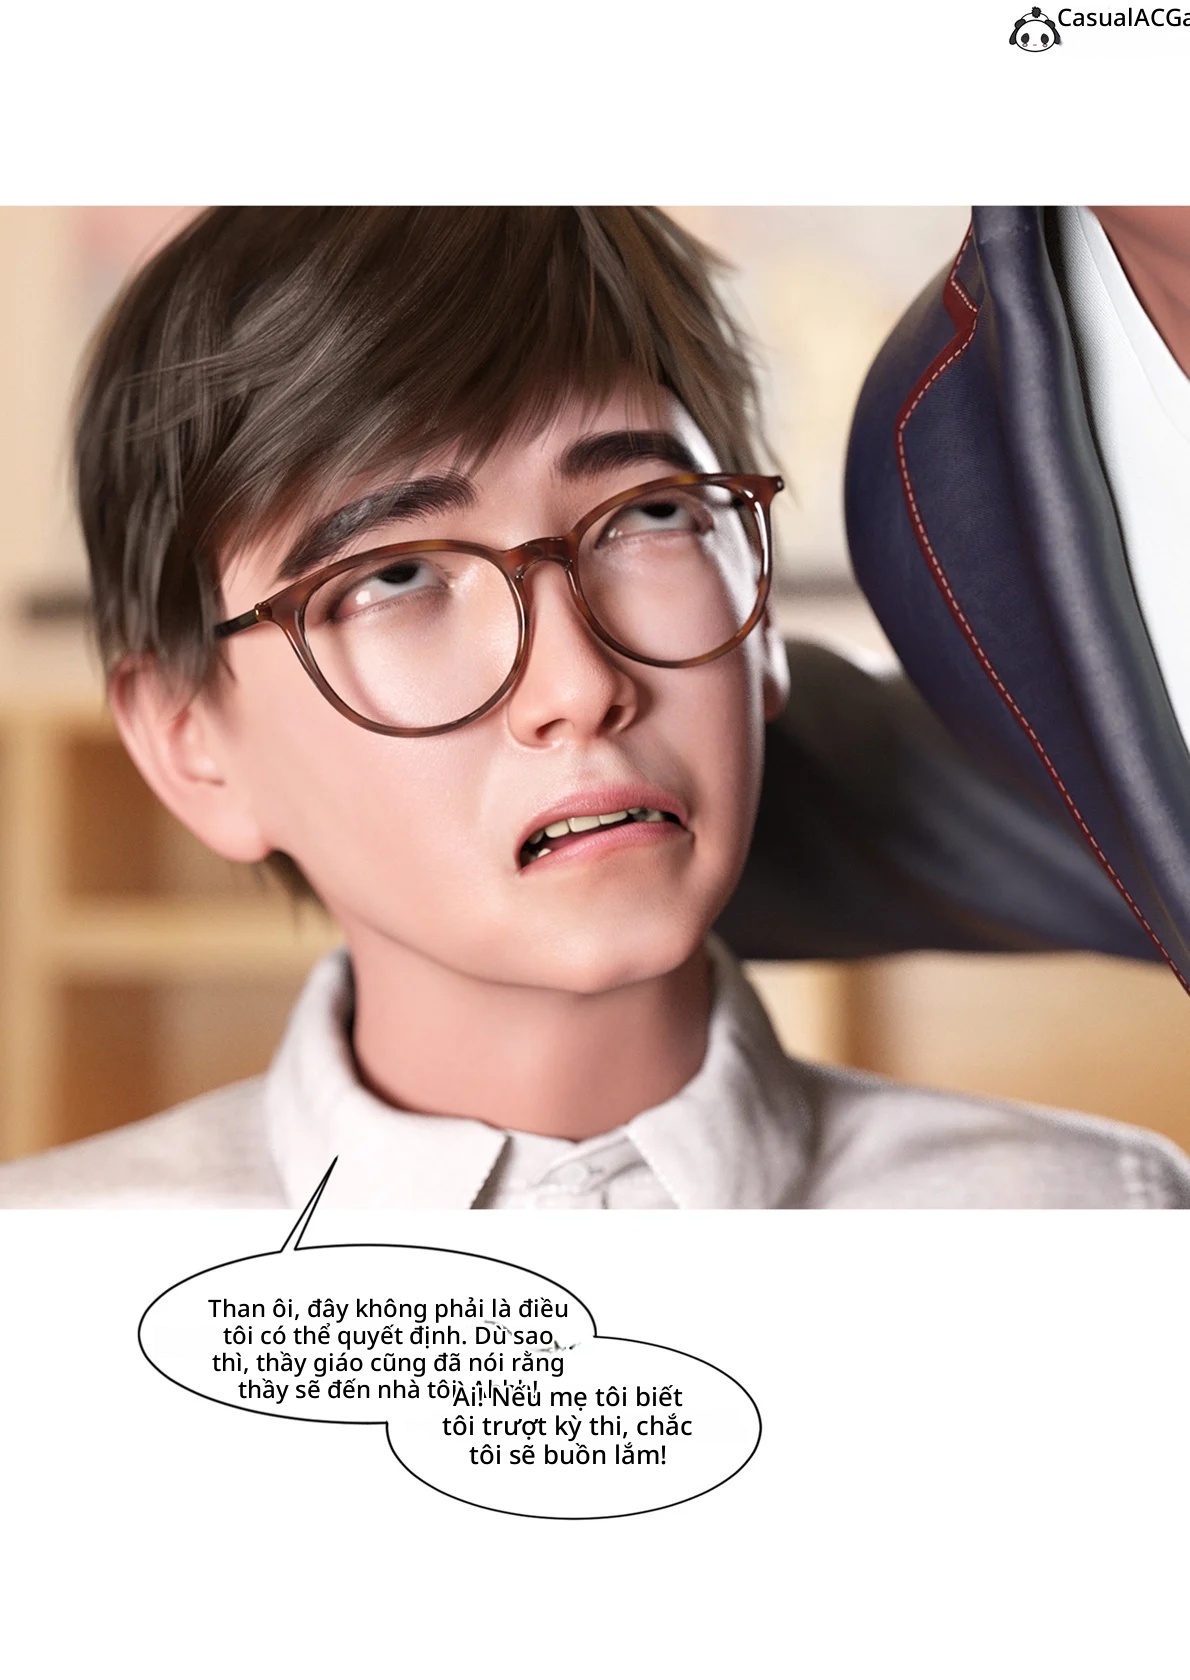 CasualACGa
Than ôi, đây không phải là điều
tôi có thể quyết định. Dù sao
thì, thầy giáo cũng đã nói rằng
thầy sẽ đến nhà tôi
Ài! Nếu mẹ tôi biết
tôi trượt kỳ thi, chắc
tôi sẽ buồn lắm!